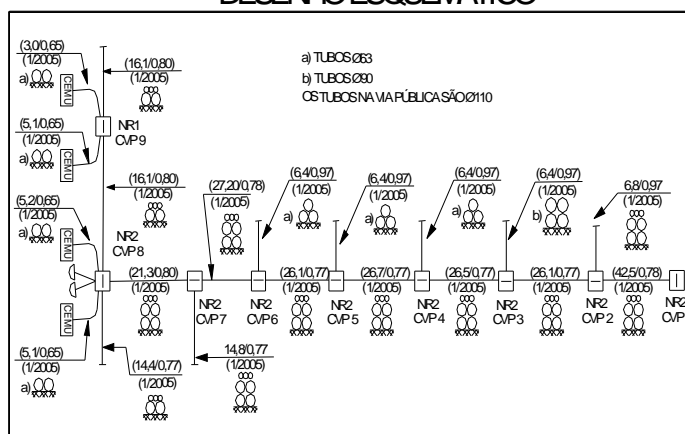 DESENHO ESQUEMÁTICO
(3,0/0,65)
(1/2005)
a)
CEMU
(16,1/0,80)
(1/2005)
a) TUBOS Ø63
b) TUBOS Ø90
OS TUBOS NA VIA PÚBLICA SÃO Ø110
(5,1/0,65)
(1/2005)
a)
CEMU
NR1
CVP9
(16,1/0,80)
(1/2005)
(27,20/0,78)
(1/2005)
(6,4/0,97)
(1/2005)
a)
(6,4/0,97)
(1/2005)
a)
(6,4/0,97)
(1/2005)
a)
(6,4/0,97)
(1/2005)
b)
6,8/0,97
(1/2005)
(5,2/0,65)
(1/2005)
a)
CEMU
NR2
CVP8
(21,30,80)
(1/2005)
NR2
CVP7
NR2
CVP6
(26,1/0,77)
(1/2005)
NR2
CVP5
(26,7/0,77)
(1/2005)
NR2
CVP4
(26,5/0,77)
(1/2005)
NR2
CVP3
(26,1/0,77)
(1/2005)
NR2
CVP2
(42,5/0,78)
(1/2005)
NR2
CVP
CEMU
(5,1/0,65)
(1/2005)
a)
(14,4/0,77)
(1/2005)
14,8/0,77
(1/2005)